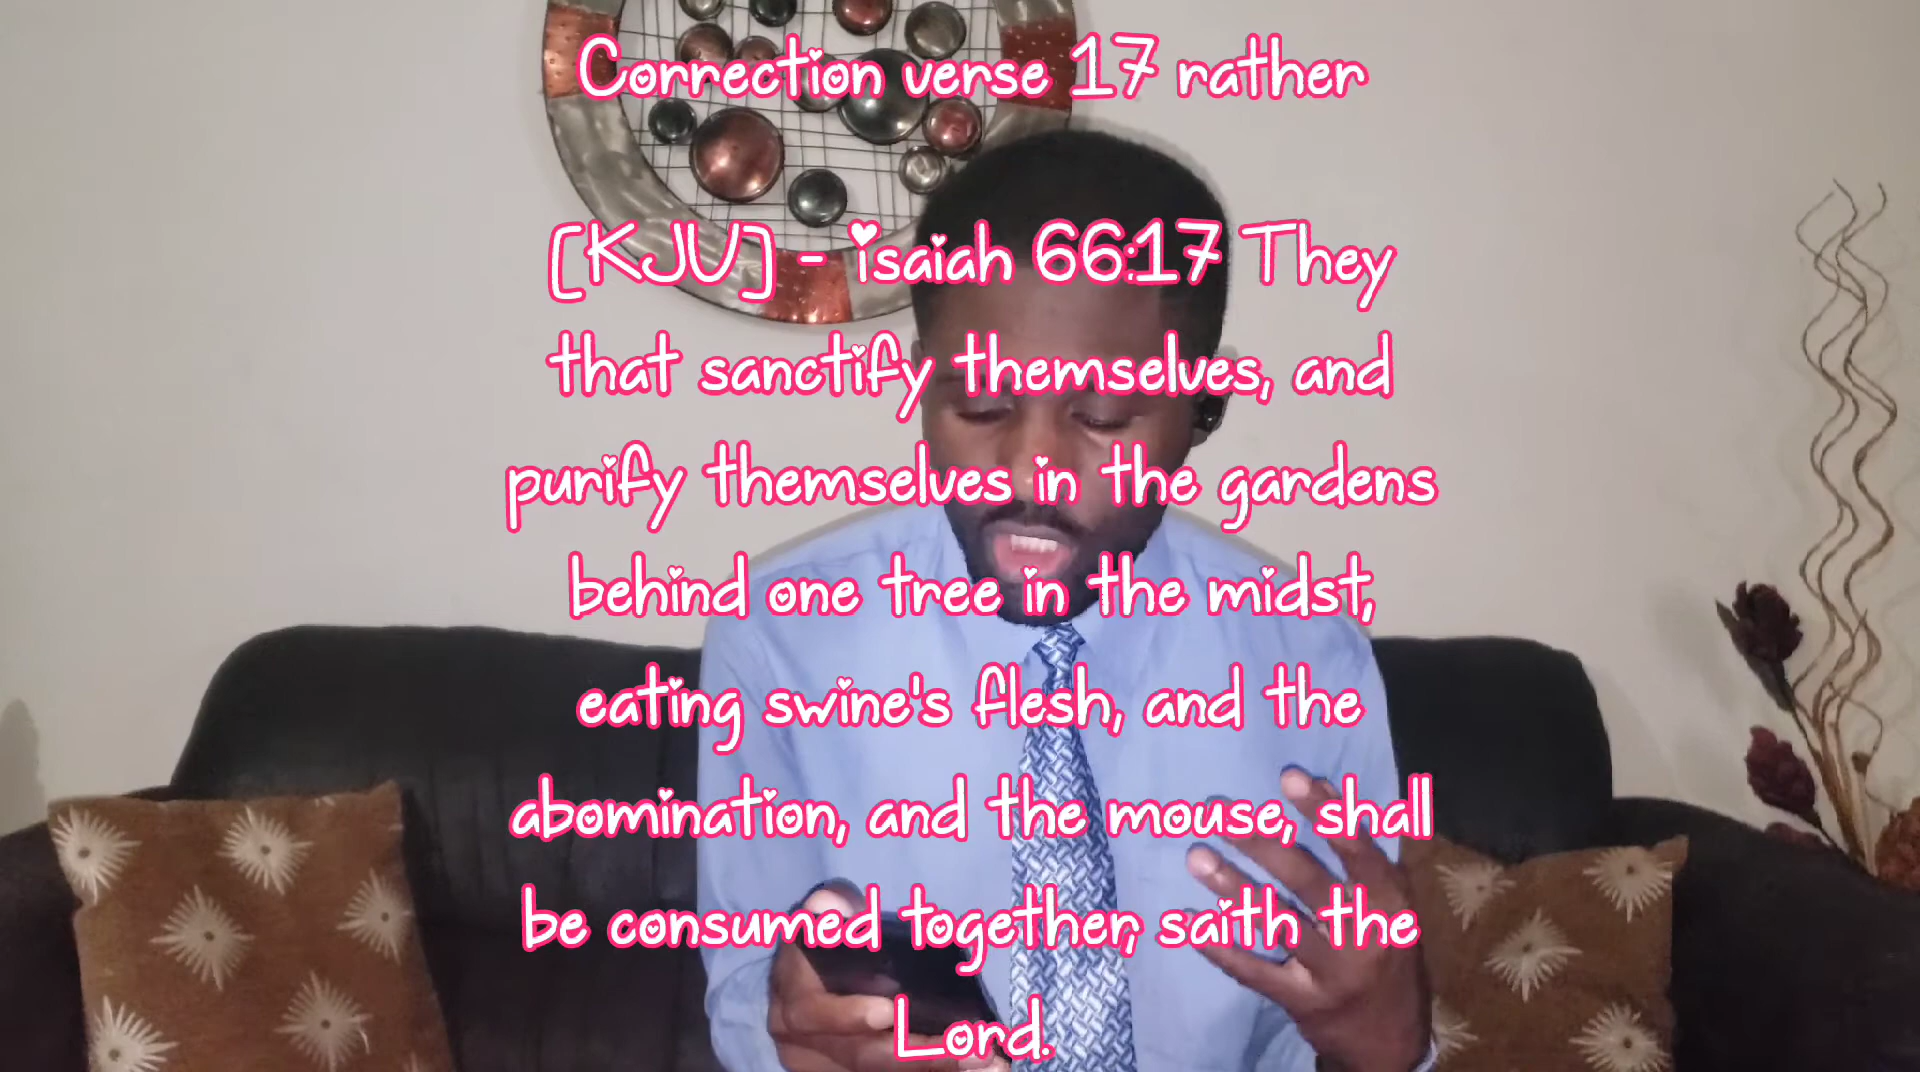 Correction verse 17 rather
[KJV] - Isaiah 66:17 They
that sanctify themselves, and
purify themselves in the gardens
behind one tree in the midst,
eating swine's flesh, and the
abomination, and the mouse, shall
be consumed together, saith the
Lord.